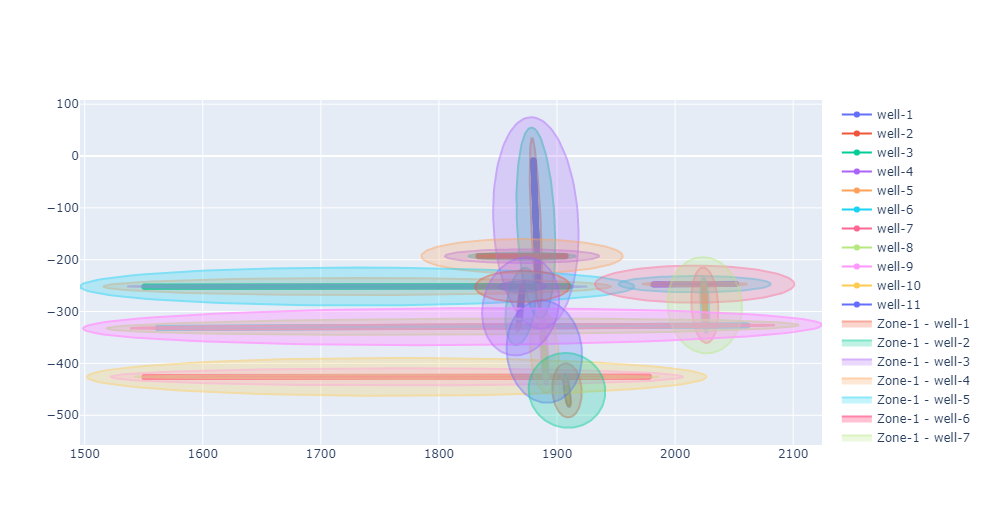 100
0
−100
−200
−300
−400
−500
1500
1600
1700
1800
1900
2000
2100
well-1
well-2
well-3
well-4
well-5
well-6
well-7
well-8
well-9
well-10
well-11
Zone-1 - well-1
Zone-1 - well-2
Zone-1 - well-3
Zone-1 - well-4
Zone-1 - well-5
Zone-1 - well-6
Zone-1 - well-7